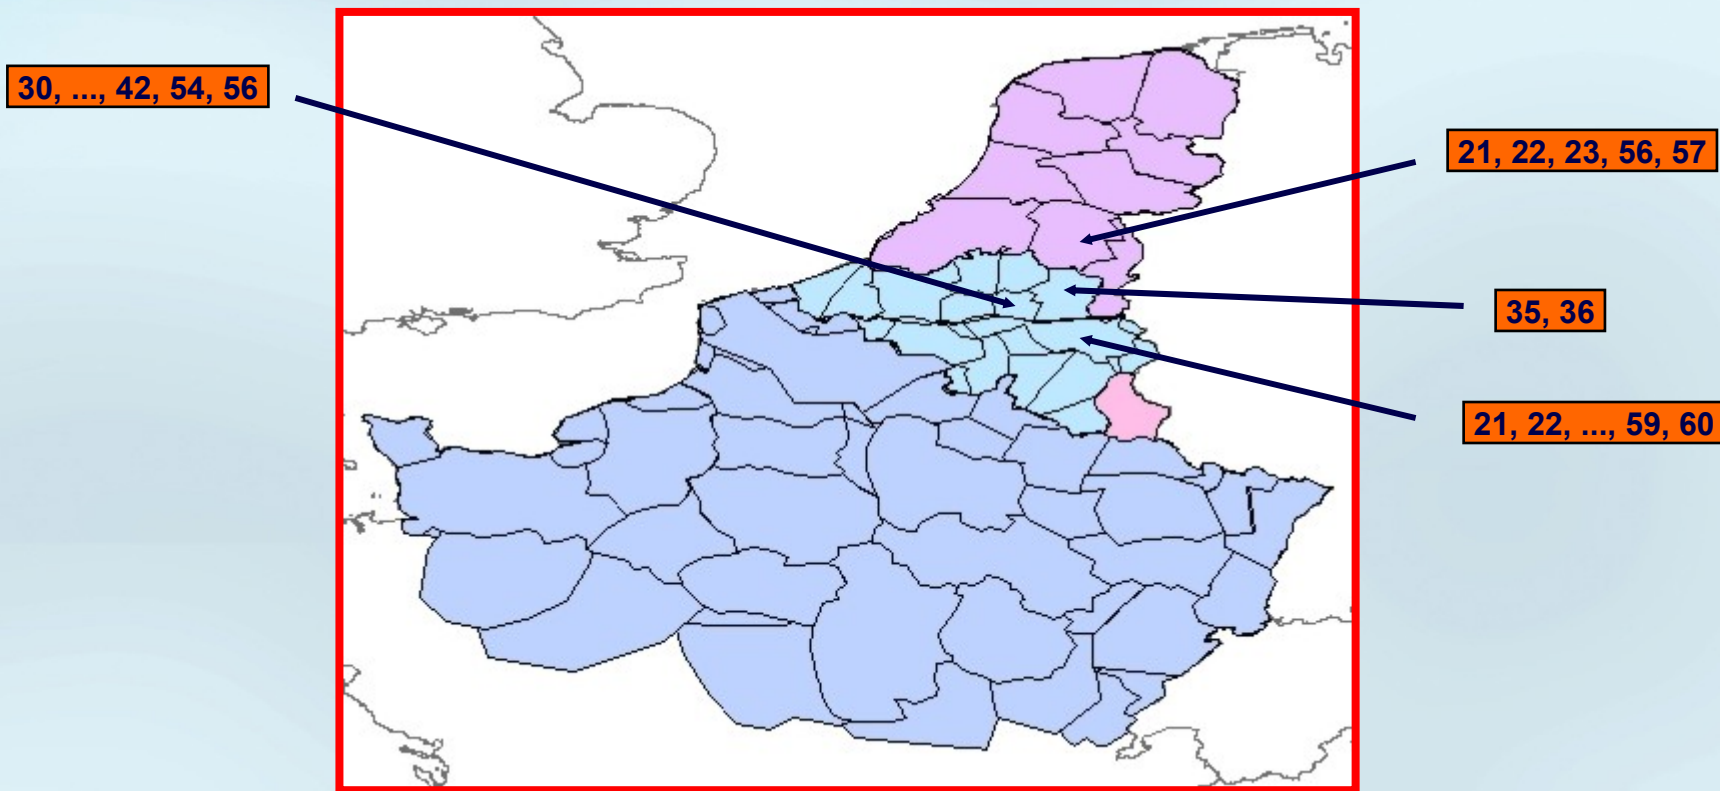 30, ..., 42, 54, 56
21, 22, 23, 56, 57
35, 36
21, 22, ..., 59, 60